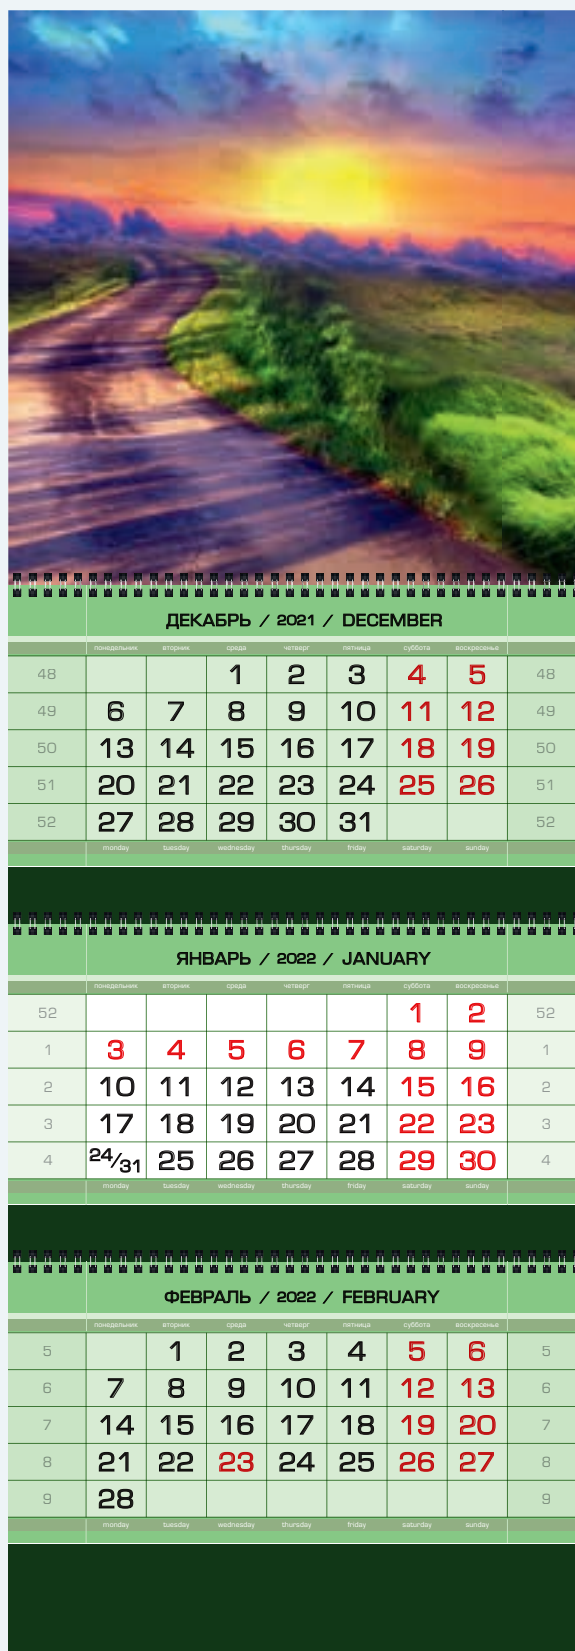 ДЕКАБРЬ / 2021 / DECEMBER
понедельник вторник среда четверг пятница суббота воскресенье
48 1 2 3 4 5 48
49 6 7 8 9 10 11 12 49
50 13 14 15 16 17 18 19 50
51 20 21 22 23 24 25 26 51
52 27 28 29 30 31 52
monday tuesday wednesday thursday friday saturday sunday
ЯНВАРЬ / 2022 / JANUARY
понедельник вторник среда четверг пятница суббота воскресенье
52 1 2 52
1 3 4 5 6 7 8 9 1
2 10 11 12 13 14 15 16 2
3 17 18 19 20 21 22 23 3
4 24/31 25 26 27 28 29 30 4
monday tuesday wednesday thursday friday saturday sunday
ФЕВРАЛЬ / 2022 / FEBRUARY
понедельник вторник среда четверг пятница суббота воскресенье
5 1 2 3 4 5 6 5
6 7 8 9 10 11 12 13 6
7 14 15 16 17 18 19 20 7
8 21 22 23 24 25 26 27 8
9 28 9
monday tuesday wednesday thursday friday saturday sunday